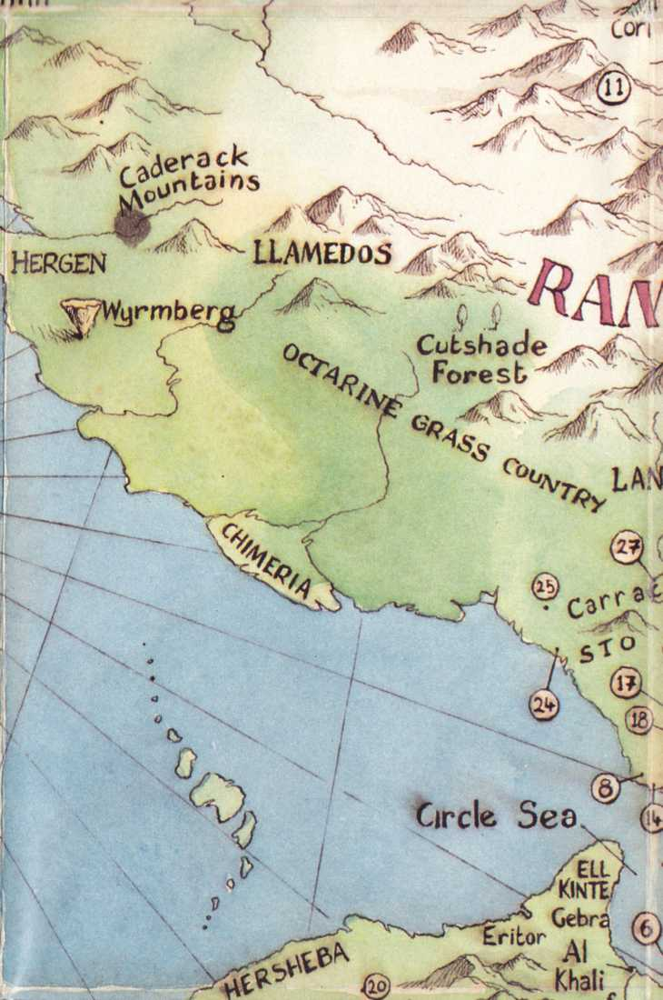 Cori
11
Caderack
Mountains
HERGEN
LLAMEDOS
RAN
Wyrmberg
Cutshade
Forest
OCTARINE GRASS COUNTRY
LAN
CHIMERIA
27
25
Carrac
STO
17
24
18
8
14
Circle Sea
ELL
KINTE
Gebra
6
Eritor
Al
Khali
HERSHEBA
20